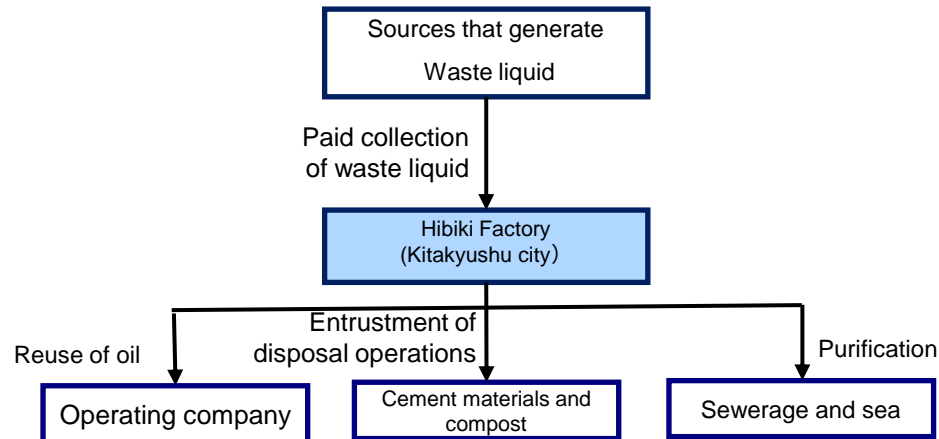 Sources that generate
Waste liquid
Paid collection
of waste liquid
Hibiki Factory
(Kitakyushu city）
Reuse of oil
Entrustment of
disposal operations
Purification
Operating company
Cement materials and
compost
Sewerage and sea